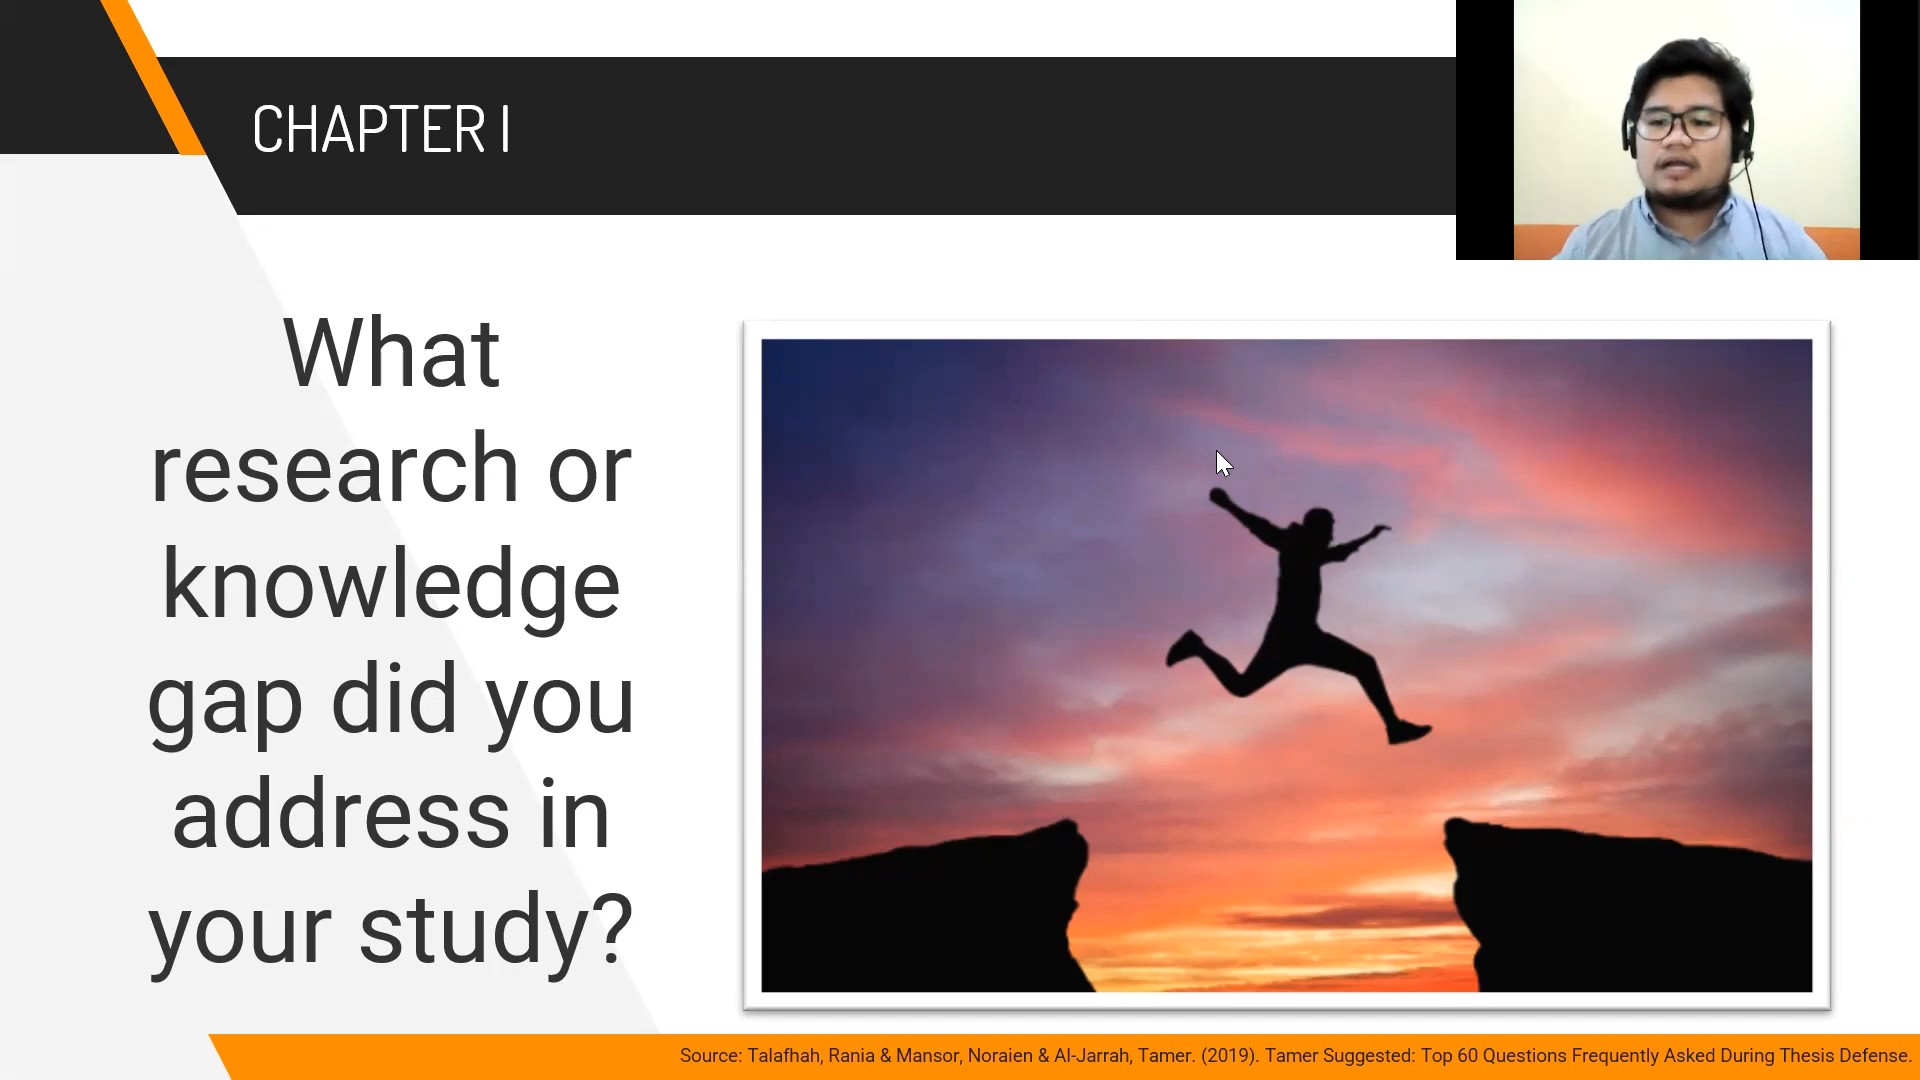 CHAPTER I
What
research or
knowledge
gap did you
address in
your study?
Source: Talafhah, Rania & Mansor, Noraien & Al-Jarrah, Tamer. (2019). Tamer Suggested: Top 60 Questions Frequently Asked During Thesis Defense.